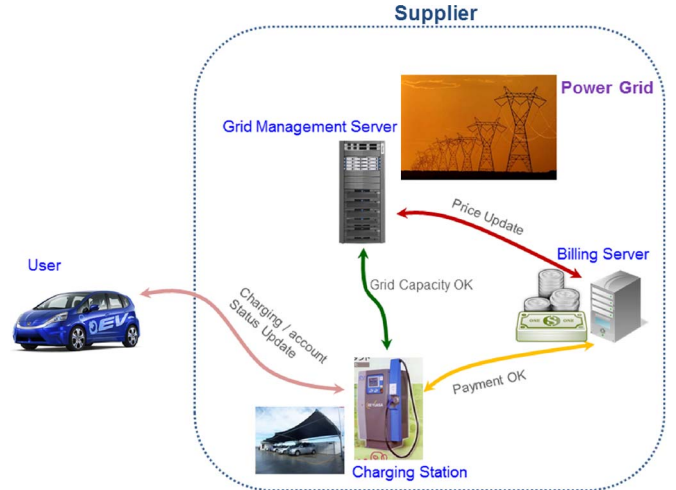 Supplier
Power Grid
Grid Management Server
Price Update
Billing Server
User
Grid Capacity OK
Charging / account
Status Update
EV
Payment OK
Charging Station